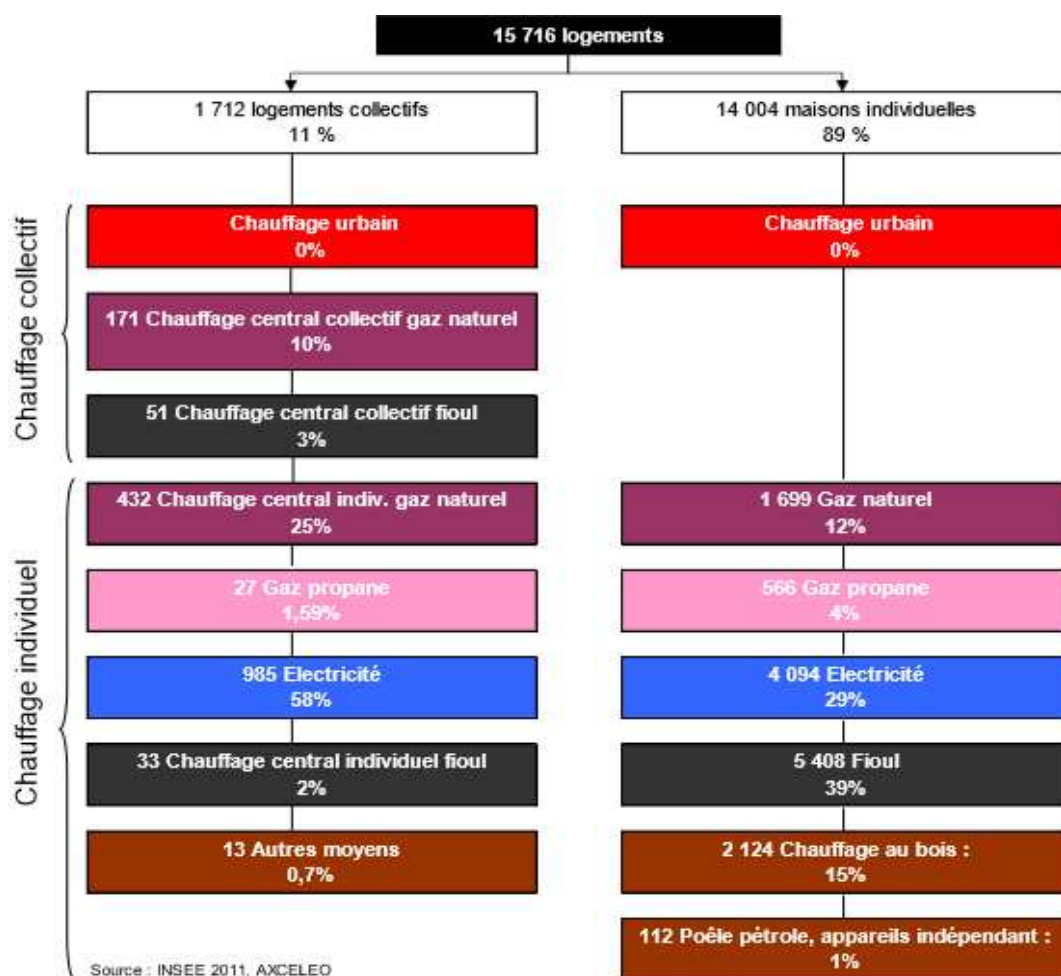 15 716 logements
1 712 logements collectifs
11 %
14 004 maisons individuelles
89 %
Chauffage collectif
Chauffage urbain
0%
Chauffage urbain
0%
171 Chauffage central collectif gaz naturel
10%
51 Chauffage central collectif fioul
3%
Chauffage individuel
432 Chauffage central indiv. gaz naturel
25%
1 699 Gaz naturel
12%
27 Gaz propane
1,59%
566 Gaz propane
4%
985 Electricité
58%
4 094 Electricité
29%
33 Chauffage central individuel fioul
2%
5 408 Fioul
39%
13 Autres moyens
0,7%
2 124 Chauffage au bois :
15%
112 Poêle pétrole, appareils indépendant :
1%
Source : INSEE 2011, AXCELEO